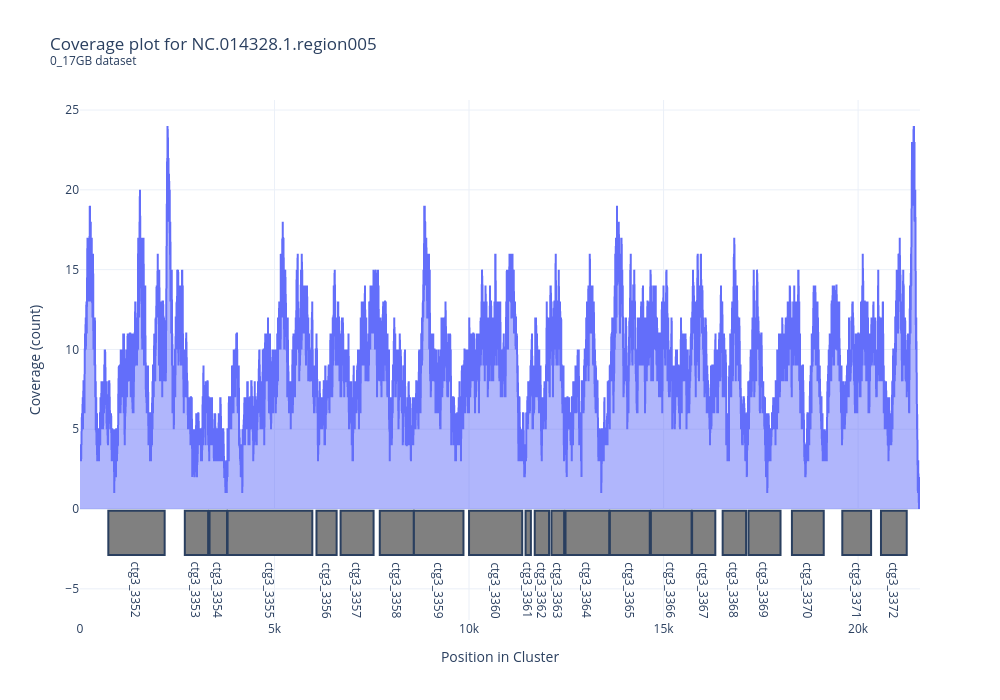 Coverage plot for NC.014328.1.region005
0_17GB dataset
25
20
15
10
5
0
−5
Coverage (count)
ctg3_3352
ctg3_3353
ctg3_3354
ctg3_3355
ctg3_3356
ctg3_3357
ctg3_3358
ctg3_3359
ctg3_3360
ctg3_3361
ctg3_3362
ctg3_3363
ctg3_3364
ctg3_3365
ctg3_3366
ctg3_3367
ctg3_3368
ctg3_3369
ctg3_3370
ctg3_3371
ctg3_3372
0
5k
10k
15k
20k
Position in Cluster